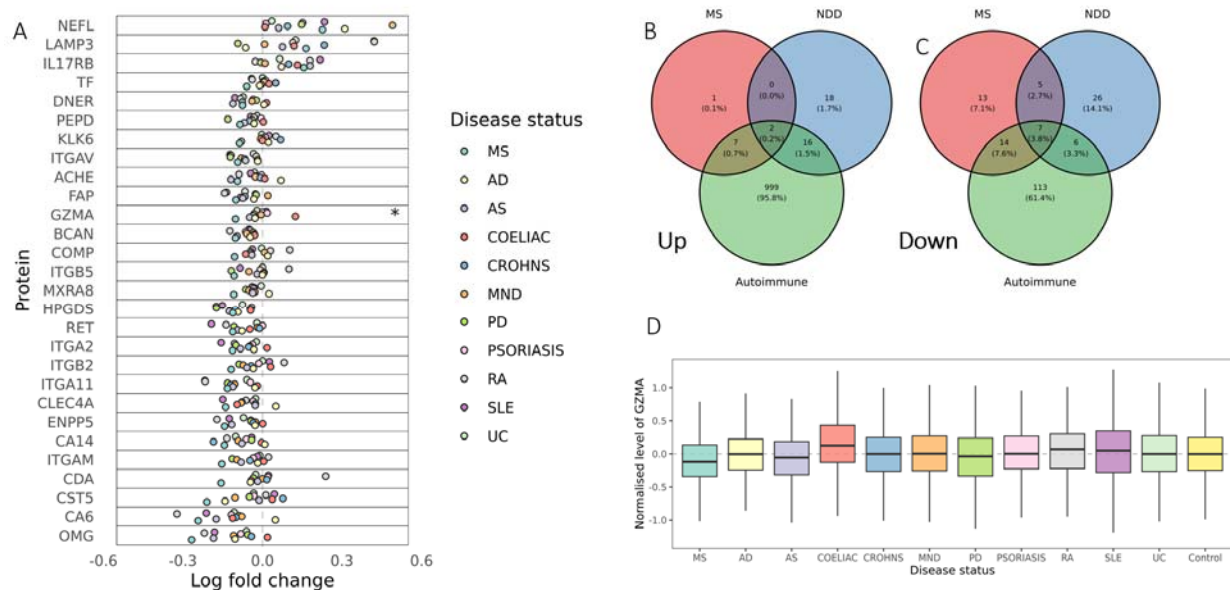 A
NEFL
LAMP3
IL17RB
TF
DNER
PEPD
KLK6
ITGAV
ACHE
FAP
GZMA
*
BCAN
COMP
ITGB5
MXRA8
HPGDS
RET
ITGA2
ITGB2
ITGA11
CLEC4A
ENPP5
CA14
ITGAM
CDA
CST5
CA6
OMG
Protein
-0.6 -0.3 0.0 0.3 0.6
Log fold change
Disease status
MS
AD
AS
COELIAC
CROHNS
MND
PD
PSORIASIS
RA
SLE
UC
B
MS NDD
1
(0.1%)
0
(0.0%)
18
(1.7%)
2
(0.2%)
7
(0.7%)
16
(1.5%)
999
(95.8%)
Up
Autoimmune
C
MS NDD
13
(7.1%)
5
(2.7%)
26
(14.1%)
7
(3.8%)
14
(7.6%)
6
(3.3%)
113
(61.4%)
Down
Autoimmune
D
Normalised level of GZMA
1.0
0.5
0.0
-0.5
-1.0
MS AD AS COELIAC CROHNS MND PD PSORIASIS RA SLE UC Control
Disease status